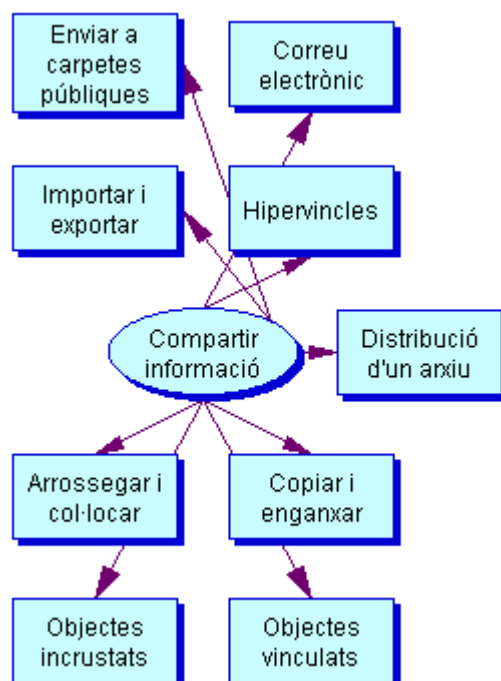 Enviar a
carpetes
públiques
Correu
electrònic
Importar i
exportar
Hipervincles
Compartir
informació
Distribució
d'un arxiu
Arrossegar i
col·locar
Copiar i
enganxar
Objectes
incrustats
Objectes
vinculats